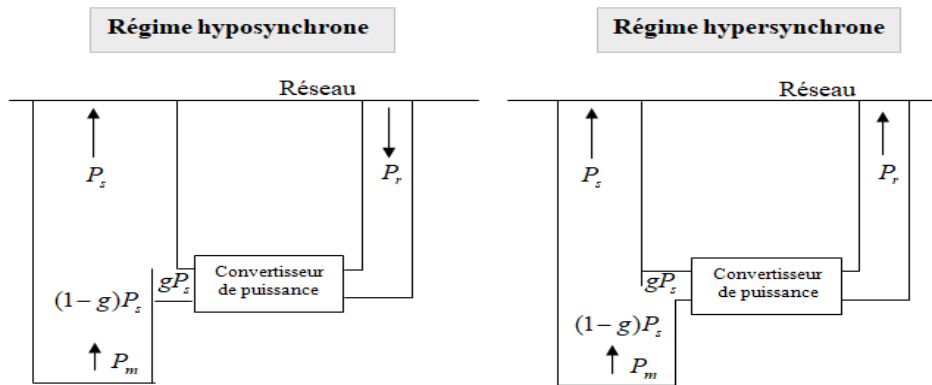 Régime hyposynchrone
Réseau
P_s
P_r
gP_s
Convertisseur
de puissance
(1-g)P_s
P_m
Régime hypersynchrone
Réseau
P_s
P_r
gP_s
Convertisseur
de puissance
(1-g)P_s
P_m